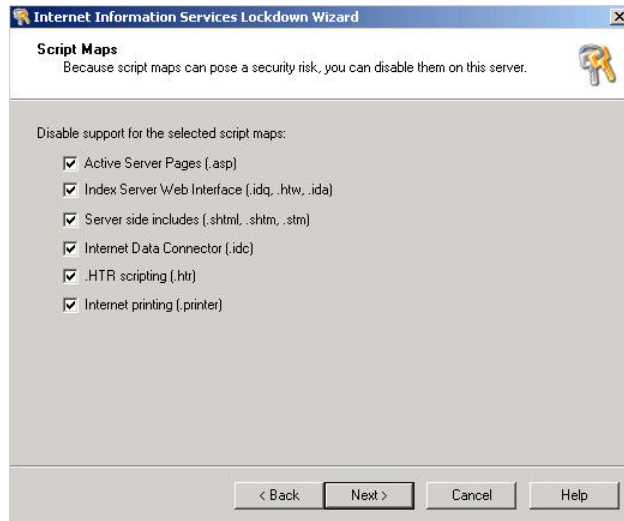 Internet Information Services Lockdown Wizard
Script Maps
Because script maps can pose a security risk, you can disable them on this server.
Disable support for the selected script maps:
Active Server Pages (.asp)
Index Server Web Interface (.idq, .htw, .ida)
Server side includes (.shtml, .shtm, .stm)
Internet Data Connector (.idc)
.HTR scripting (.htr)
Internet printing (.printer)
< Back Next > Cancel Help